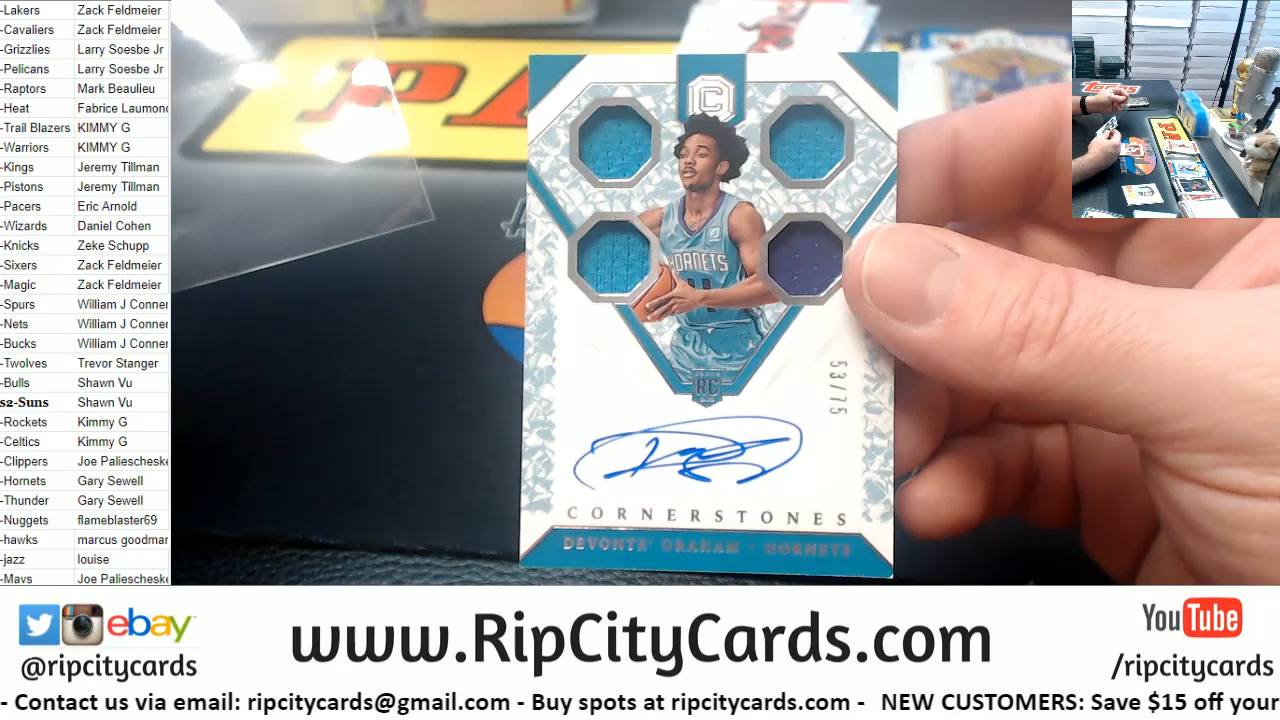 -Lakers Zack Feldmeier
-Cavaliers Zack Feldmeier
-Grizzlies Larry Soesbe Jr
-Pelicans Larry Soesbe Jr
-Raptors Mark Beaulieu
-Heat Fabrice Laumond
-Trail Blazers KIMMY G
-Warriors KIMMY G
-Kings Jeremy Tillman
-Pistons Jeremy Tillman
-Pacers Eric Arnold
-Wizards Daniel Cohen
-Knicks Zeke Schupp
-Sixers Zack Feldmeier
-Magic Zack Feldmeier
-Spurs William J Conner
-Nets William J Conner
-Bucks William J Conner
-Twolves Trevor Stanger
-Bulls Shawn Vu
s2-Suns Shawn Vu
-Rockets Kimmy G
-Celtics Kimmy G
-Clippers Joe Paliescheske
-Hornets Gary Sewell
-Thunder Gary Sewell
-Nuggets flameblaster69
-hawks marcus goodmar
-jazz louise
-Mavs Joe Paliescheske
C
HORNETS
RC
53/75
CORNERSTONES
DEVONTE' GRAHAM • HORNETS
ebay
@ripcitycards
www.RipCityCards.com
YouTube
/ripcitycards
- Contact us via email: ripcitycards@gmail.com - Buy spots at ripcitycards.com - NEW CUSTOMERS: Save $15 off your